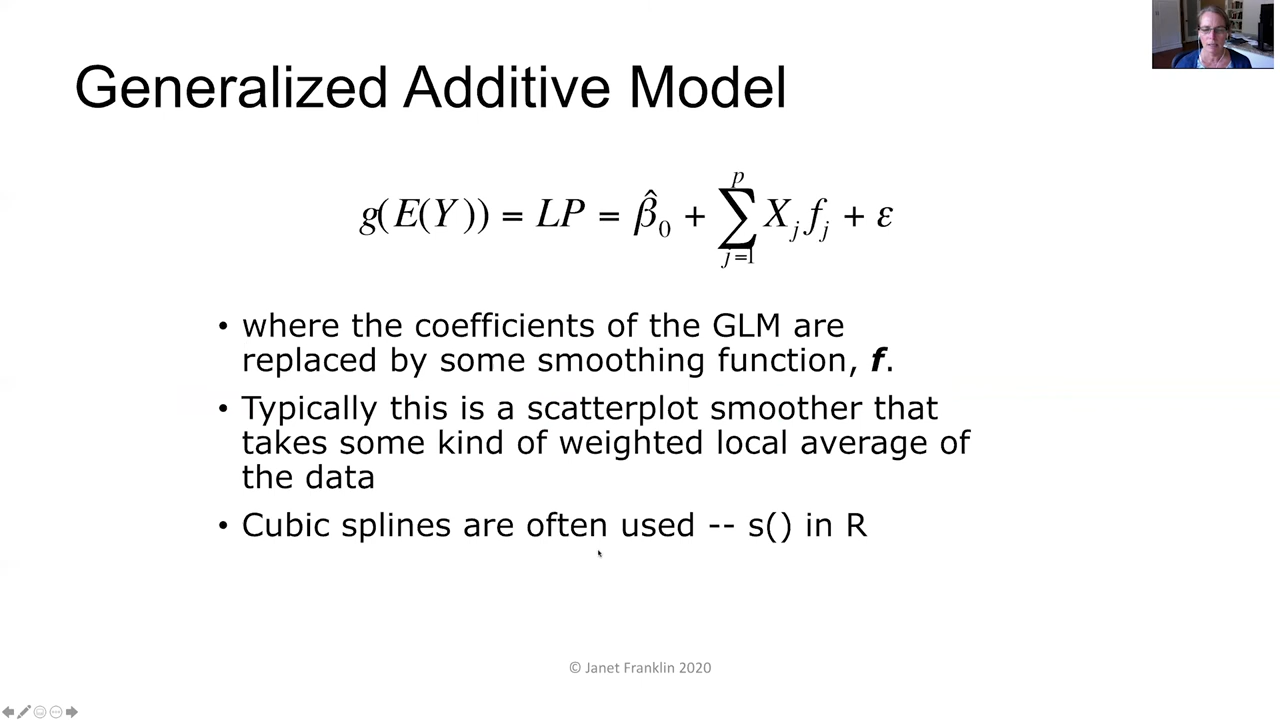 Generalized Additive Model
g(E(Y)) = LP = β̂₀ + ∑ⱼ₌₁ᵖ Xⱼ fⱼ + ε
• where the coefficients of the GLM are
replaced by some smoothing function, f.
• Typically this is a scatterplot smoother that
takes some kind of weighted local average of
the data
• Cubic splines are often used -- s() in R
© Janet Franklin 2020